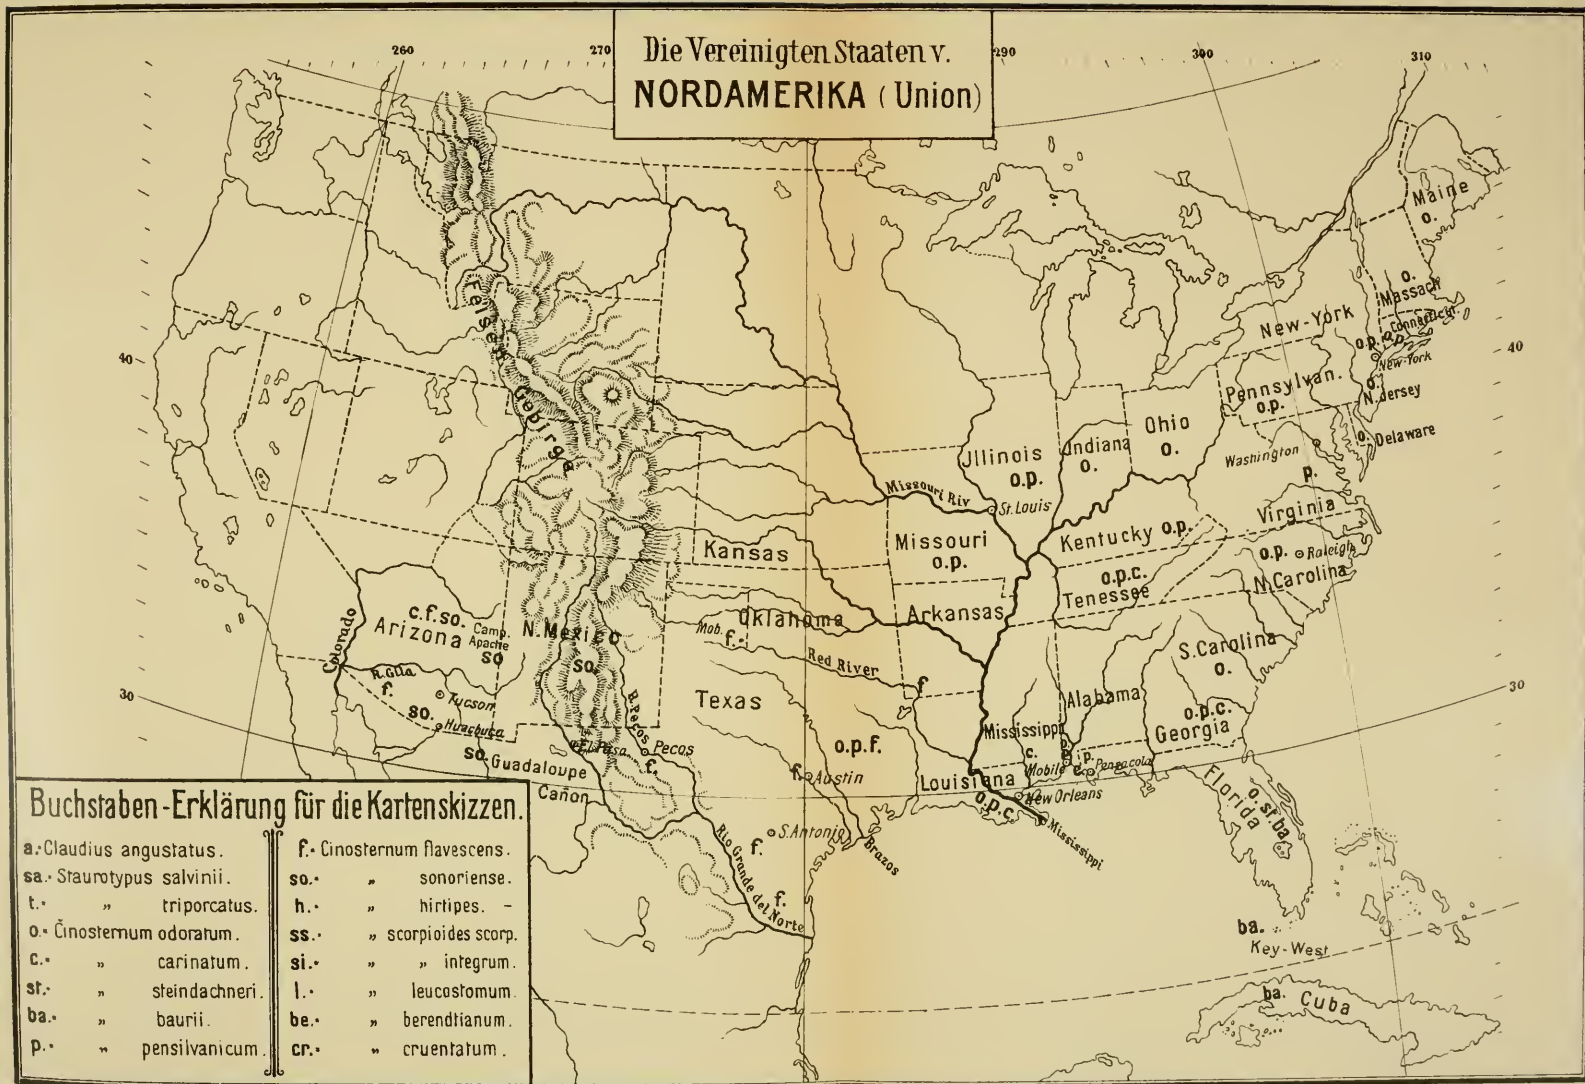 Die Vereinigten Staaten v.
NORDAMERIKA ( Union)
260
270
290
300
310
40
40
30
30
Felsen Gebirge
Maine
o.
o.
Massach
Connecticut.
New-York
o.p.
o.p.
New-York
Pennsylvan.
o.p.
o.
N. Jersey
o.
Delaware
Washington
p.
Virginia
Ohio
o.
Indiana
o.
Jllinois
o.p.
Missouri Riv
St. Louis
Kentucky o.p.
Missouri
o.p.
Kansas
o.p. Raleigh
N. Carolina
o.p.c.
Tenessee
Arkansas
Oklahoma
Mob.
f.
Red River
f
S. Carolina
o.
o.p.c.
Georgia
Alabama
Mississippi
c.
Mobile
p.
c
Pensacola
Louisiana
o.p.c.
New Orleans
Mississippi
Florida
o. st. ba
ba.
Key-West
ba. Cuba
Colorado
c.f.so.
Arizona
Camp.
Apache
so
N. Mexico
so.
R. Gila
f.
Tucson
so.
Huachuca
so.
Guadaloupe
Cañon
El Paso
R. Pecos
Pecos
f.
Texas
o.p.f.
f.
Austin
S. Antonio
f.
Brazos
f.
Rio Grande del Norte
Buchstaben-Erklärung für die Kartenskizzen.
a.· Claudius angustatus.
sa.· Staurotypus salvinii.
t.· „ triporcatus.
o.· Činosternum odoratum.
c.· „ carinatum.
st.· „ steindachneri.
ba.· „ baurii.
p.· „ pensilvanicum.
f.· Cinosternum flavescens.
so.· „ sonoriense.
h.· „ hirtipes. –
ss.· „ scorpioides scorp.
si.· „ „ integrum.
l.· „ leucostomum.
be.· „ berendtianum.
cr.· „ cruentatum.